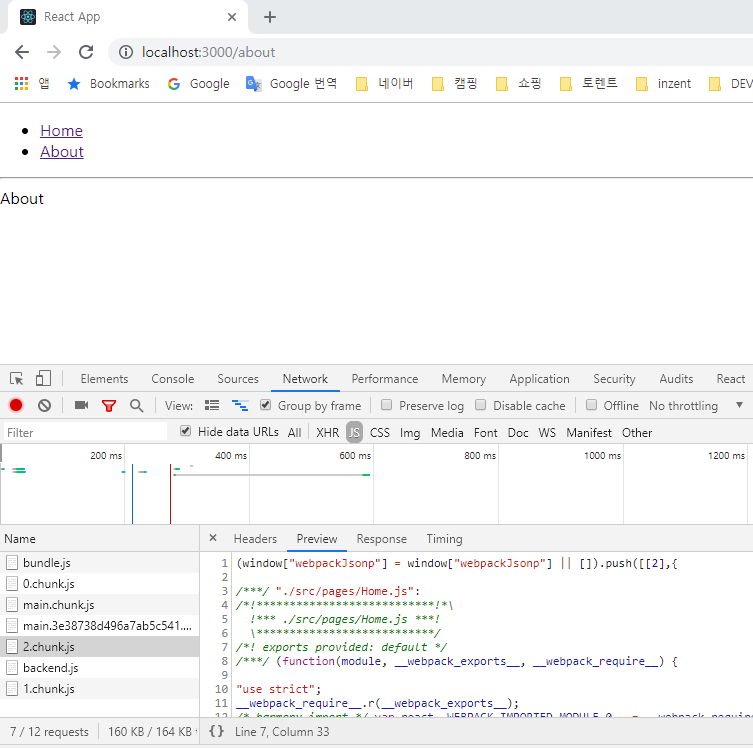 React App
localhost:3000/about
앱 Bookmarks Google Google 번역 네이버 캠핑 쇼핑 토렌트 inzent DEV
Home
About
About
Elements Console Sources Network Performance Memory Application Security Audits React
View: Group by frame Preserve log Disable cache Offline No throttling
Filter Hide data URLs All XHR JS CSS Img Media Font Doc WS Manifest Other
200 ms 400 ms 600 ms 800 ms 1000 ms 1200 ms
Name Headers Preview Response Timing
bundle.js
0.chunk.js
main.chunk.js
main.3e38738d496a7ab5c541....
2.chunk.js
backend.js
1.chunk.js
1 (window["webpackJsonp"] = window["webpackJsonp"] || []).push([[2],{
2
3 /***/ "./src/pages/Home.js":
4 /*!***************************!*\
5 !*** ./src/pages/Home.js ***!
6 \***************************/
7 /*! exports provided: default */
8 /***/ (function(module, __webpack_exports__, __webpack_require__) {
9
10 "use strict";
11 __webpack_require__.r(__webpack_exports__);
7 / 12 requests 160 KB / 164 KB {} Line 7, Column 33